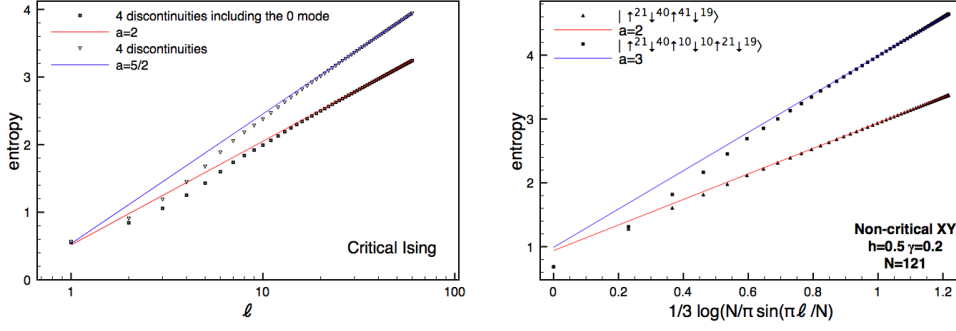 4 discontinuities including the 0 mode
a=2
4 discontinuities
a=5/2
4
3
2
1
0
entropy
Critical Ising
1
10
100
ℓ
| ↑²¹↓⁴⁰↑⁴¹↓¹⁹⟩
a=2
| ↑²¹↓⁴⁰↑¹⁰↓¹⁰↑²¹↓¹⁹⟩
a=3
4
3
2
1
entropy
Non-critical XY
h=0.5 γ=0.2
N=121
0
0.2
0.4
0.6
0.8
1
1.2
1/3 log(N/π sin(π ℓ /N)